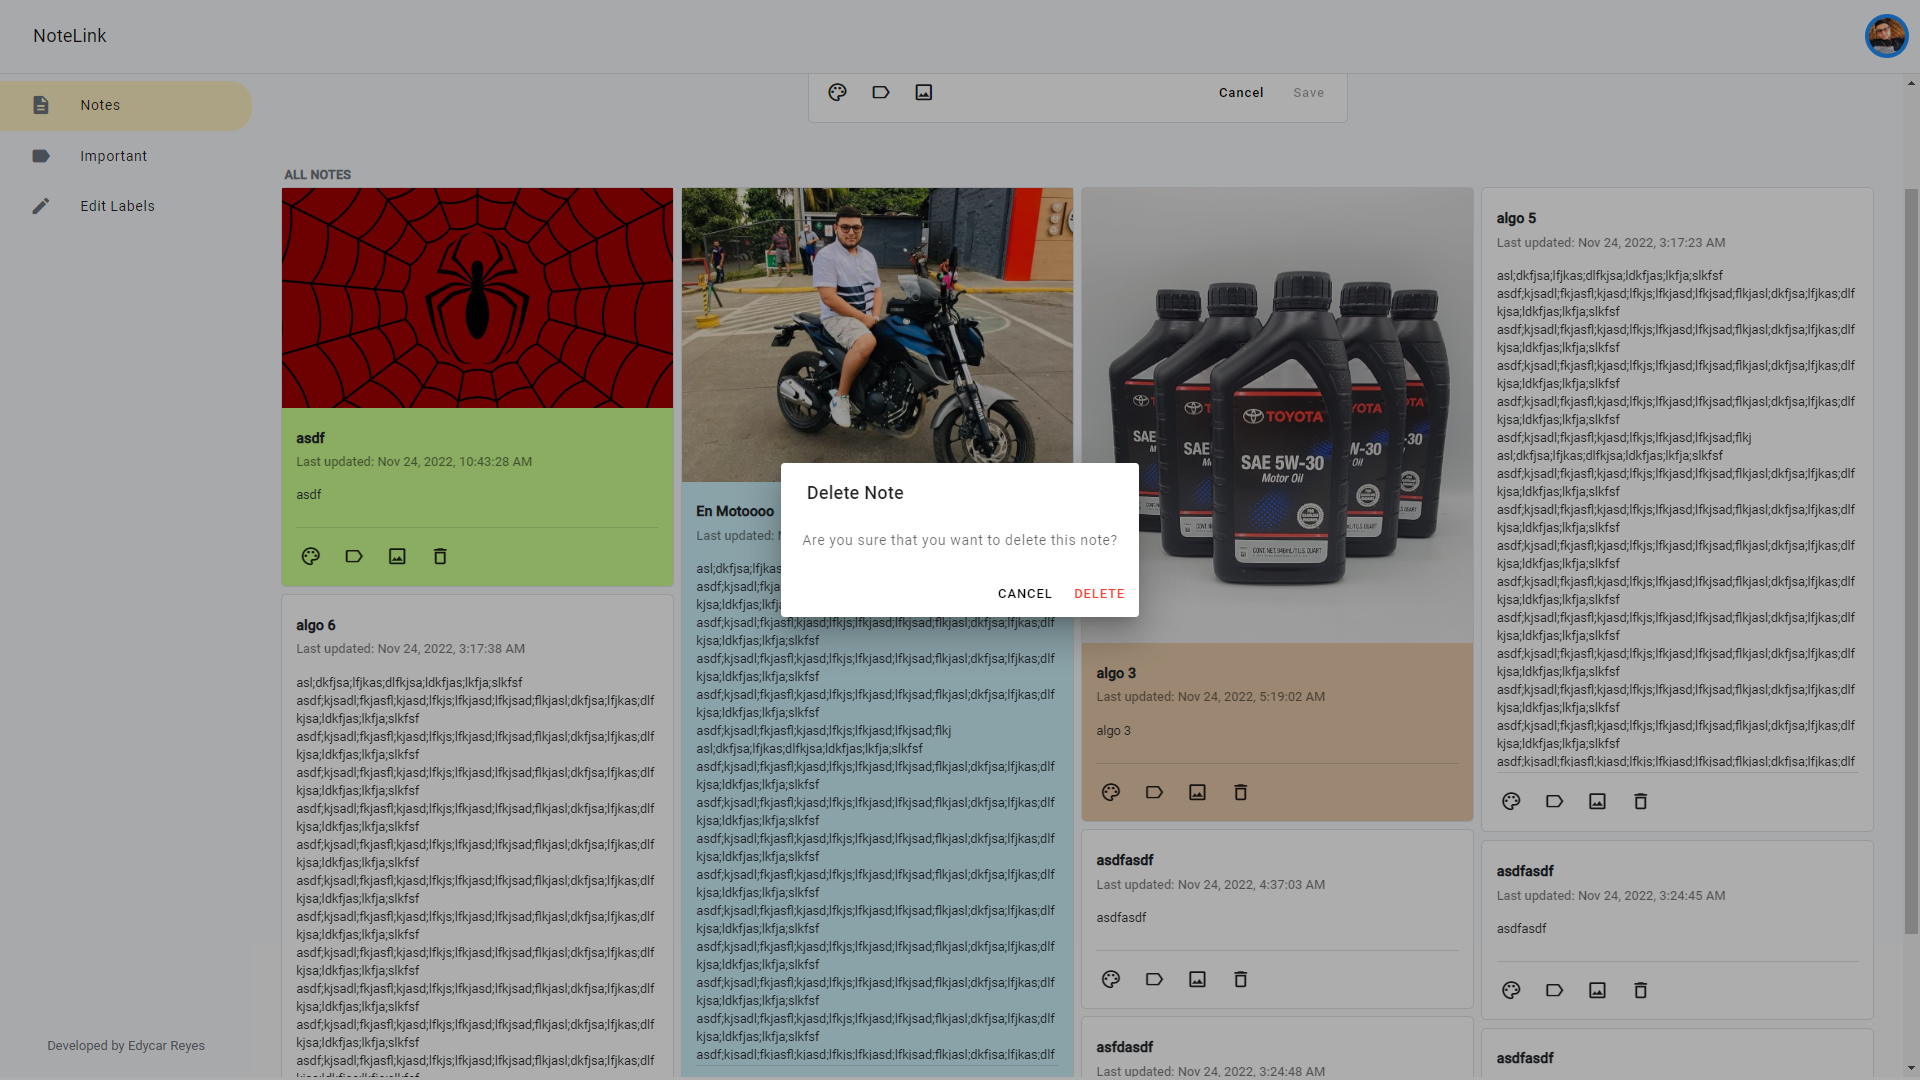 NoteLink
Notes
Important
Edit Labels
Developed by Edycar Reyes
Cancel
Save
ALL NOTES
asdf
Last updated: Nov 24, 2022, 10:43:28 AM
asdf
algo 6
Last updated: Nov 24, 2022, 3:17:38 AM
asl;dkfjsa;lfjkas;dlfkjsa;ldkfjas;lkfja;slkfsf
asdf;kjsadl;fkjasfl;kjasd;lfkjs;lfkjasd;lfkjsad;flkjasl;dkfjsa;lfjkas;dlf
kjsa;ldkfjas;lkfja;slkfsf
asdf;kjsadl;fkjasfl;kjasd;lfkjs;lfkjasd;lfkjsad;flkjasl;dkfjsa;lfjkas;dlf
kjsa;ldkfjas;lkfja;slkfsf
asdf;kjsadl;fkjasfl;kjasd;lfkjs;lfkjasd;lfkjsad;flkjasl;dkfjsa;lfjkas;dlf
kjsa;ldkfjas;lkfja;slkfsf
asdf;kjsadl;fkjasfl;kjasd;lfkjs;lfkjasd;lfkjsad;flkjasl;dkfjsa;lfjkas;dlf
kjsa;ldkfjas;lkfja;slkfsf
asdf;kjsadl;fkjasfl;kjasd;lfkjs;lfkjasd;lfkjsad;flkjasl;dkfjsa;lfjkas;dlf
kjsa;ldkfjas;lkfja;slkfsf
asdf;kjsadl;fkjasfl;kjasd;lfkjs;lfkjasd;lfkjsad;flkjasl;dkfjsa;lfjkas;dlf
kjsa;ldkfjas;lkfja;slkfsf
asdf;kjsadl;fkjasfl;kjasd;lfkjs;lfkjasd;lfkjsad;flkjasl;dkfjsa;lfjkas;dlf
kjsa;ldkfjas;lkfja;slkfsf
asdf;kjsadl;fkjasfl;kjasd;lfkjs;lfkjasd;lfkjsad;flkjasl;dkfjsa;lfjkas;dlf
kjsa;ldkfjas;lkfja;slkfsf
asdf;kjsadl;fkjasfl;kjasd;lfkjs;lfkjasd;lfkjsad;flkjasl;dkfjsa;lfjkas;dlf
kjsa;ldkfjas;lkfja;slkfsf
asdf;kjsadl;fkjasfl;kjasd;lfkjs;lfkjasd;lfkjsad;flkjasl;dkfjsa;lfjkas;dlf
kjsa;ldkfjas;lkfja;slkfsf
asdf;kjsadl;fkjasfl;kjasd;lfkjs;lfkjasd;lfkjsad;flkjasl;dkfjsa;lfjkas;dlf
En Motoooo
Last updated:
asl;dkfjsa;lfjkas
asdf;kjsadl;fkja
kjsa;ldkfjas;lkfja
asdf;kjsadl;fkjasfl;kjasd;lfkjs;lfkjasd;lfkjsad;flkjasl;dkfjsa;lfjkas;dlf
kjsa;ldkfjas;lkfja;slkfsf
asdf;kjsadl;fkjasfl;kjasd;lfkjs;lfkjasd;lfkjsad;flkjasl;dkfjsa;lfjkas;dlf
kjsa;ldkfjas;lkfja;slkfsf
asdf;kjsadl;fkjasfl;kjasd;lfkjs;lfkjasd;lfkjsad;flkjasl;dkfjsa;lfjkas;dlf
kjsa;ldkfjas;lkfja;slkfsf
asdf;kjsadl;fkjasfl;kjasd;lfkjs;lfkjasd;lfkjsad;flkj
asl;dkfjsa;lfjkas;dlfkjsa;ldkfjas;lkfja;slkfsf
asdf;kjsadl;fkjasfl;kjasd;lfkjs;lfkjasd;lfkjsad;flkjasl;dkfjsa;lfjkas;dlf
kjsa;ldkfjas;lkfja;slkfsf
asdf;kjsadl;fkjasfl;kjasd;lfkjs;lfkjasd;lfkjsad;flkjasl;dkfjsa;lfjkas;dlf
kjsa;ldkfjas;lkfja;slkfsf
asdf;kjsadl;fkjasfl;kjasd;lfkjs;lfkjasd;lfkjsad;flkjasl;dkfjsa;lfjkas;dlf
kjsa;ldkfjas;lkfja;slkfsf
asdf;kjsadl;fkjasfl;kjasd;lfkjs;lfkjasd;lfkjsad;flkjasl;dkfjsa;lfjkas;dlf
kjsa;ldkfjas;lkfja;slkfsf
asdf;kjsadl;fkjasfl;kjasd;lfkjs;lfkjasd;lfkjsad;flkjasl;dkfjsa;lfjkas;dlf
kjsa;ldkfjas;lkfja;slkfsf
asdf;kjsadl;fkjasfl;kjasd;lfkjs;lfkjasd;lfkjsad;flkjasl;dkfjsa;lfjkas;dlf
kjsa;ldkfjas;lkfja;slkfsf
asdf;kjsadl;fkjasfl;kjasd;lfkjs;lfkjasd;lfkjsad;flkjasl;dkfjsa;lfjkas;dlf
kjsa;ldkfjas;lkfja;slkfsf
asdf;kjsadl;fkjasfl;kjasd;lfkjs;lfkjasd;lfkjsad;flkjasl;dkfjsa;lfjkas;dlf
kjsa;ldkfjas;lkfja;slkfsf
asdf;kjsadl;fkjasfl;kjasd;lfkjs;lfkjasd;lfkjsad;flkjasl;dkfjsa;lfjkas;dlf
Delete Note
Are you sure that you want to delete this note?
CANCEL
DELETE
TOYOTA
SAE 5W-30
Motor Oil
algo 3
Last updated: Nov 24, 2022, 5:19:02 AM
algo 3
asdfasdf
Last updated: Nov 24, 2022, 4:37:03 AM
asdfasdf
asfdasdf
Last updated: Nov 24, 2022, 3:24:48 AM
algo 5
Last updated: Nov 24, 2022, 3:17:23 AM
asl;dkfjsa;lfjkas;dlfkjsa;ldkfjas;lkfja;slkfsf
asdf;kjsadl;fkjasfl;kjasd;lfkjs;lfkjasd;lfkjsad;flkjasl;dkfjsa;lfjkas;dlf
kjsa;ldkfjas;lkfja;slkfsf
asdf;kjsadl;fkjasfl;kjasd;lfkjs;lfkjasd;lfkjsad;flkjasl;dkfjsa;lfjkas;dlf
kjsa;ldkfjas;lkfja;slkfsf
asdf;kjsadl;fkjasfl;kjasd;lfkjs;lfkjasd;lfkjsad;flkjasl;dkfjsa;lfjkas;dlf
kjsa;ldkfjas;lkfja;slkfsf
asdf;kjsadl;fkjasfl;kjasd;lfkjs;lfkjasd;lfkjsad;flkjasl;dkfjsa;lfjkas;dlf
kjsa;ldkfjas;lkfja;slkfsf
asdf;kjsadl;fkjasfl;kjasd;lfkjs;lfkjasd;lfkjsad;flkj
asl;dkfjsa;lfjkas;dlfkjsa;ldkfjas;lkfja;slkfsf
asdf;kjsadl;fkjasfl;kjasd;lfkjs;lfkjasd;lfkjsad;flkjasl;dkfjsa;lfjkas;dlf
kjsa;ldkfjas;lkfja;slkfsf
asdf;kjsadl;fkjasfl;kjasd;lfkjs;lfkjasd;lfkjsad;flkjasl;dkfjsa;lfjkas;dlf
kjsa;ldkfjas;lkfja;slkfsf
asdf;kjsadl;fkjasfl;kjasd;lfkjs;lfkjasd;lfkjsad;flkjasl;dkfjsa;lfjkas;dlf
kjsa;ldkfjas;lkfja;slkfsf
asdf;kjsadl;fkjasfl;kjasd;lfkjs;lfkjasd;lfkjsad;flkjasl;dkfjsa;lfjkas;dlf
kjsa;ldkfjas;lkfja;slkfsf
asdf;kjsadl;fkjasfl;kjasd;lfkjs;lfkjasd;lfkjsad;flkjasl;dkfjsa;lfjkas;dlf
kjsa;ldkfjas;lkfja;slkfsf
asdf;kjsadl;fkjasfl;kjasd;lfkjs;lfkjasd;lfkjsad;flkjasl;dkfjsa;lfjkas;dlf
kjsa;ldkfjas;lkfja;slkfsf
asdf;kjsadl;fkjasfl;kjasd;lfkjs;lfkjasd;lfkjsad;flkjasl;dkfjsa;lfjkas;dlf
kjsa;ldkfjas;lkfja;slkfsf
asdf;kjsadl;fkjasfl;kjasd;lfkjs;lfkjasd;lfkjsad;flkjasl;dkfjsa;lfjkas;dlf
kjsa;ldkfjas;lkfja;slkfsf
asdf;kjsadl;fkjasfl;kjasd;lfkjs;lfkjasd;lfkjsad;flkjasl;dkfjsa;lfjkas;dlf
asdfasdf
Last updated: Nov 24, 2022, 3:24:45 AM
asdfasdf
asdfasdf